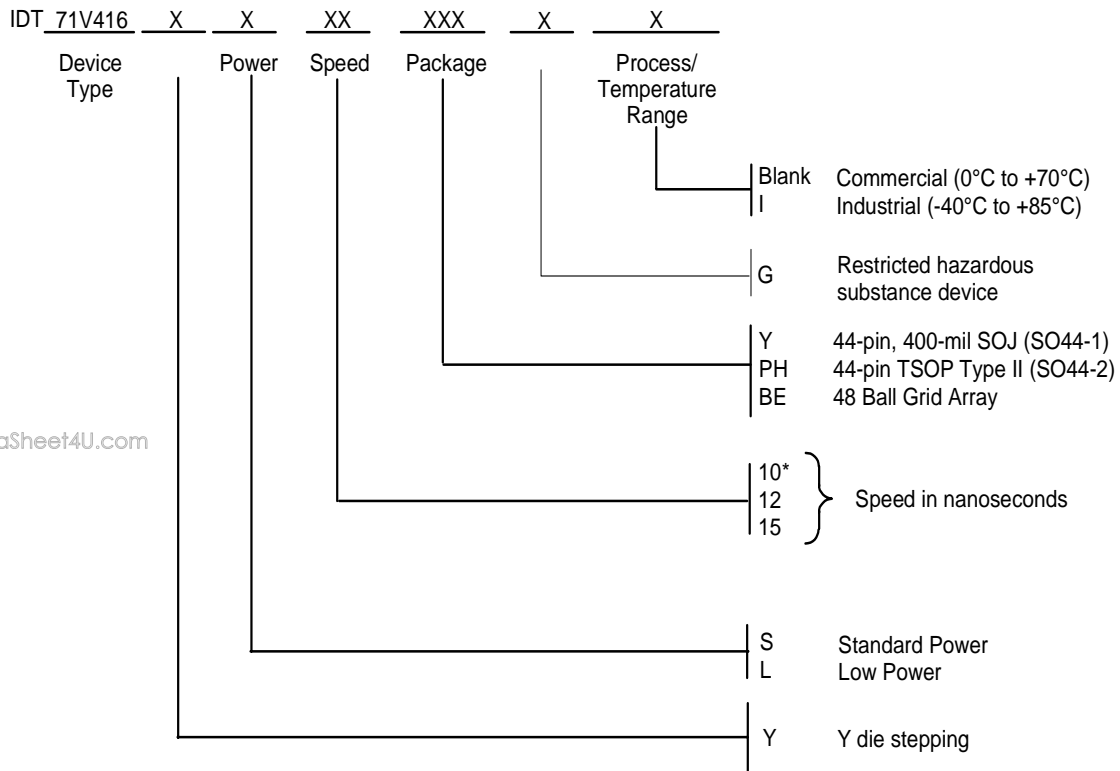 IDT 71V416 X X XX XXX X X
Device Type
Power
Speed
Package
Process/
Temperature
Range
Blank Commercial (0°C to +70°C)
I Industrial (-40°C to +85°C)
G Restricted hazardous
substance device
Y 44-pin, 400-mil SOJ (SO44-1)
PH 44-pin TSOP Type II (SO44-2)
BE 48 Ball Grid Array
aSheet4U.com
10*
12 Speed in nanoseconds
15
S Standard Power
L Low Power
Y Y die stepping